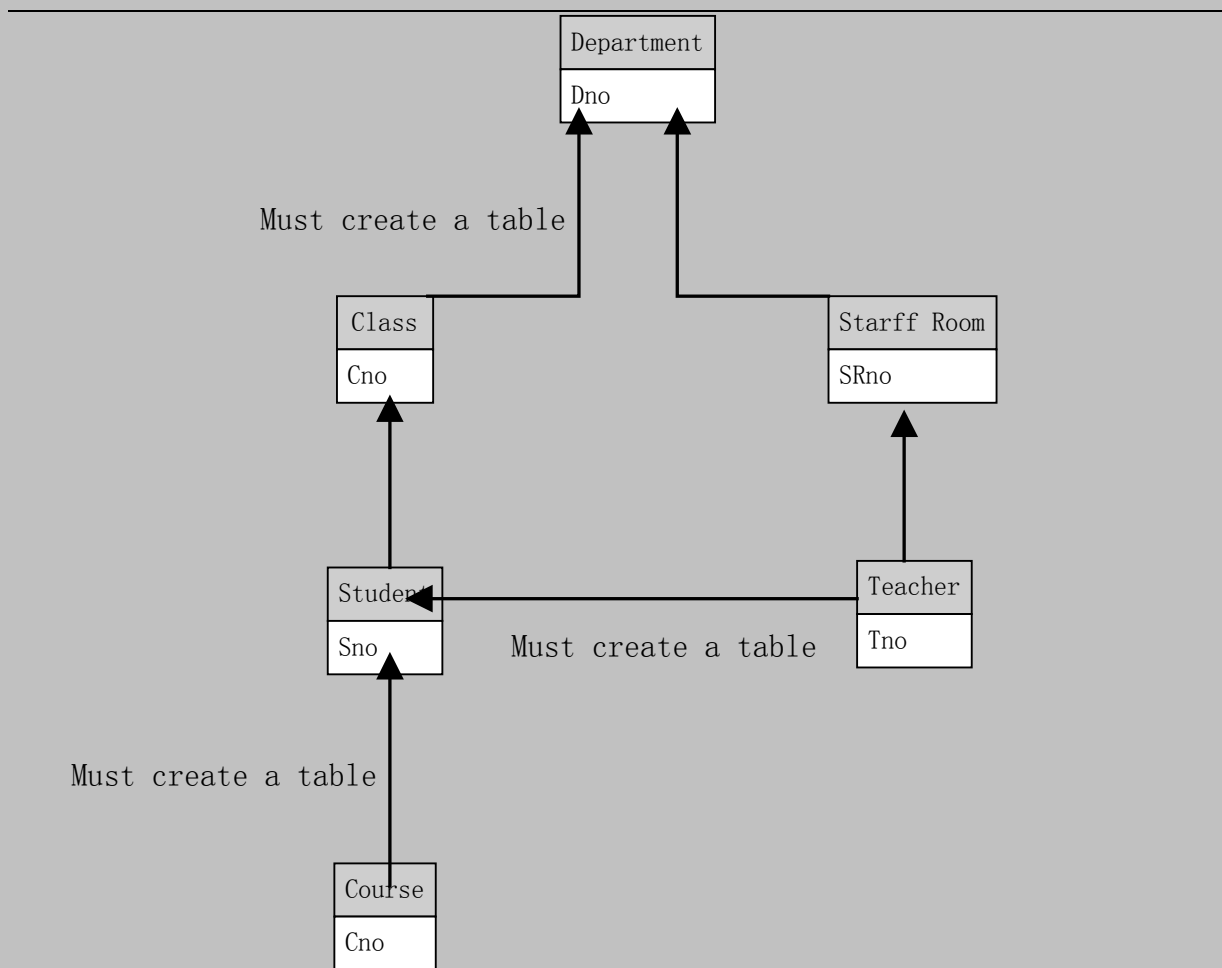 Department
Dno
Must create a table
Class
Cno
Starff Room
SRno
Student
Sno
Teacher
Tno
Must create a table
Must create a table
Course
Cno